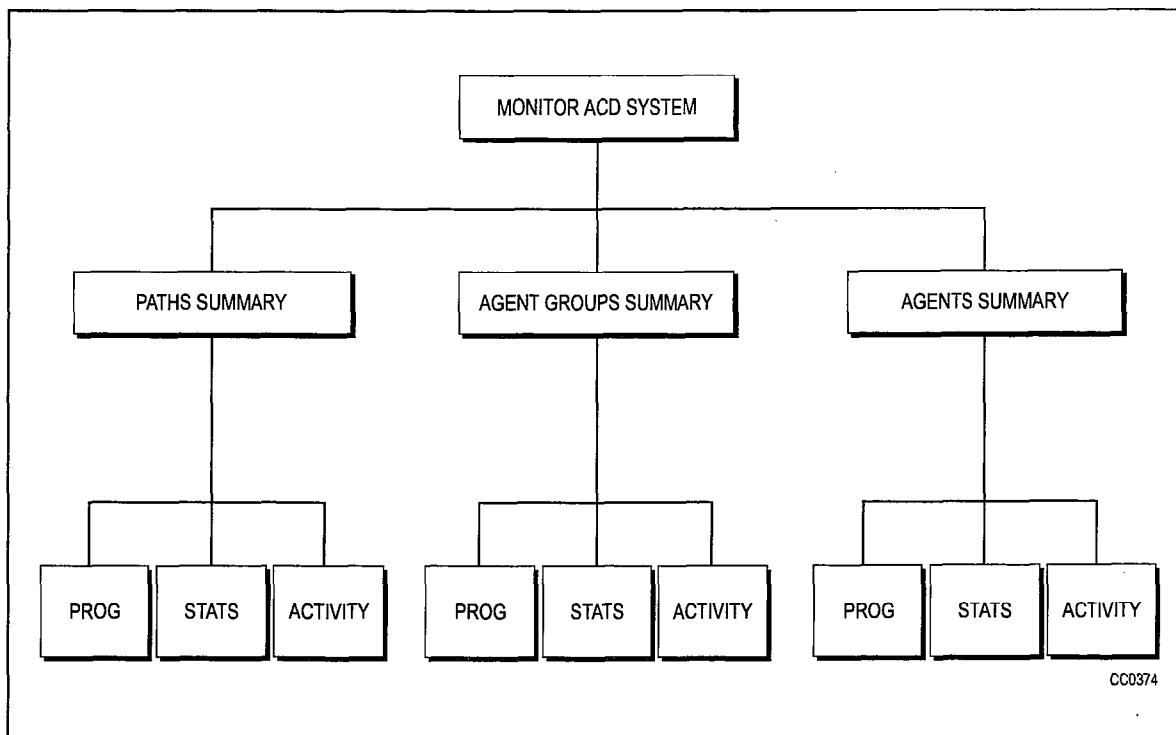 MONITOR ACD SYSTEM
PATHS SUMMARY
AGENT GROUPS SUMMARY
AGENTS SUMMARY
PROG
STATS
ACTIVITY
PROG
STATS
ACTIVITY
PROG
STATS
ACTIVITY
CC0374